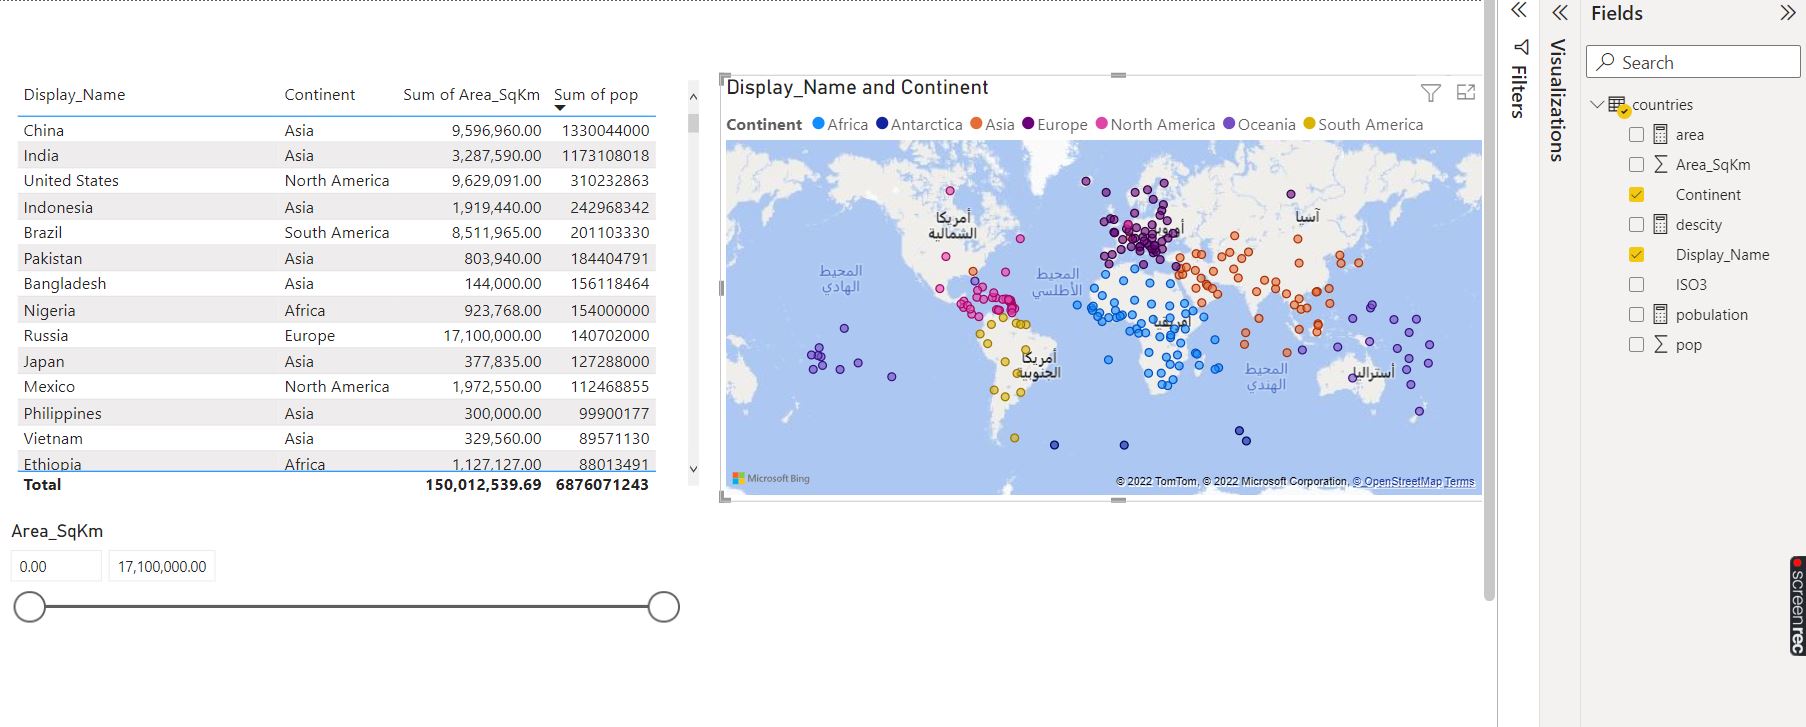 Display_Name Continent Sum of Area_SqKm Sum of pop
China Asia 9,596,960.00 1330044000
India Asia 3,287,590.00 1173108018
United States North America 9,629,091.00 310232863
Indonesia Asia 1,919,440.00 242968342
Brazil South America 8,511,965.00 201103330
Pakistan Asia 803,940.00 184404791
Bangladesh Asia 144,000.00 156118464
Nigeria Africa 923,768.00 154000000
Russia Europe 17,100,000.00 140702000
Japan Asia 377,835.00 127288000
Mexico North America 1,972,550.00 112468855
Philippines Asia 300,000.00 99900177
Vietnam Asia 329,560.00 89571130
Ethiopia Africa 1,127,127.00 88013491
Total 150,012,539.69 6876071243
Area_SqKm
0.00 17,100,000.00
Display_Name and Continent
Continent Africa Antarctica Asia Europe North America Oceania South America
أمريكا
الشمالية
أوروبا
آسيا
المحيط
الهادي
المحيط
الأطلسي
أفريقيا
أمريكا
الجنوبية
المحيط
الهندي
أستراليا
Microsoft Bing
© 2022 TomTom, © 2022 Microsoft Corporation, © OpenStreetMap Terms
Filters
Visualizations
Fields
Search
countries
area
Area_SqKm
Continent
descity
Display_Name
ISO3
pobulation
pop
screenrec